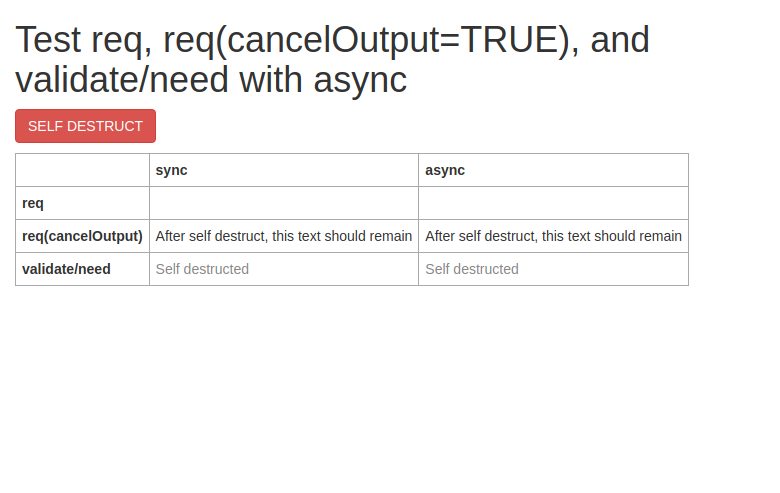 Test req, req(cancelOutput=TRUE), and
validate/need with async
SELF DESTRUCT
sync async
req
req(cancelOutput) After self destruct, this text should remain After self destruct, this text should remain
validate/need Self destructed Self destructed